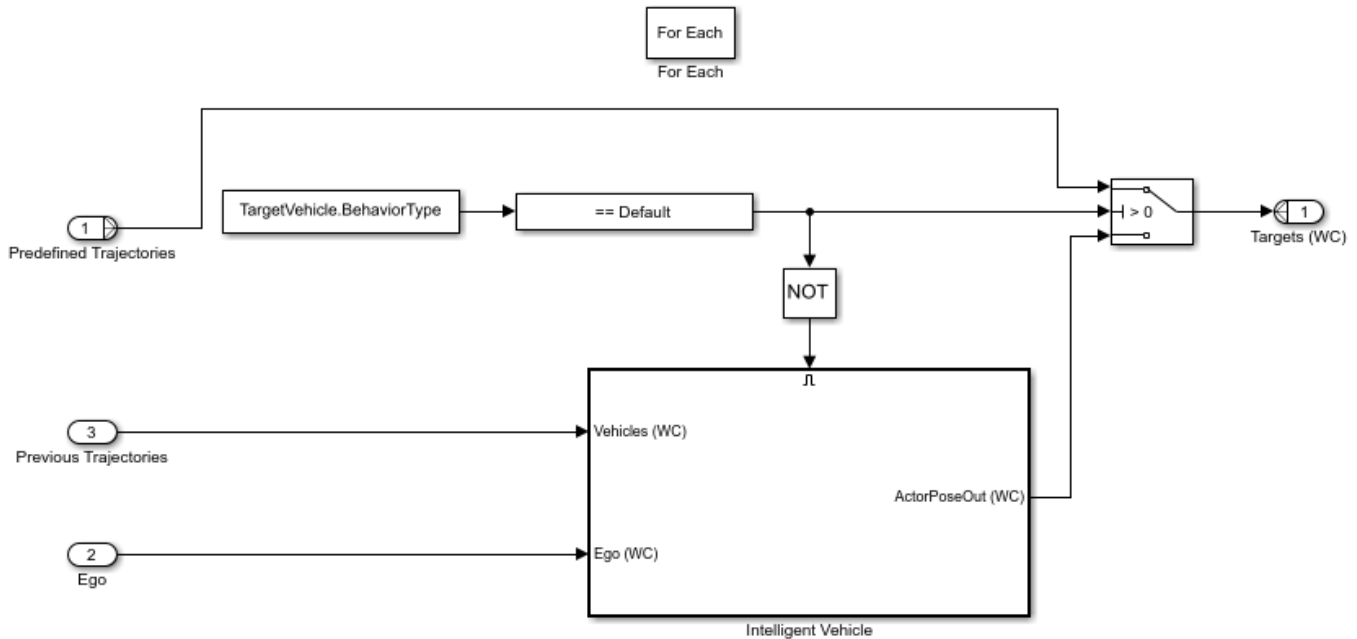 For Each
For Each
TargetVehicle.BehaviorType
== Default
> 0
1
Targets (WC)
1
Predefined Trajectories
NOT
3
Previous Trajectories
Vehicles (WC)
ActorPoseOut (WC)
2
Ego
Ego (WC)
Intelligent Vehicle